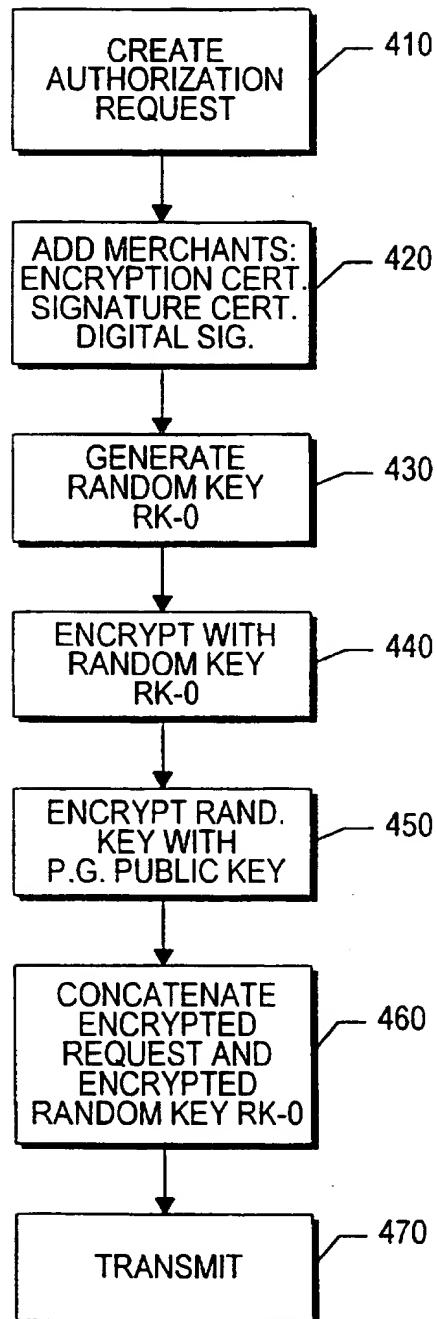 CREATE
AUTHORIZATION
REQUEST
410
ADD MERCHANTS:
ENCRYPTION CERT.
SIGNATURE CERT.
DIGITAL SIG.
420
GENERATE
RANDOM KEY
RK-0
430
ENCRYPT WITH
RANDOM KEY
RK-0
440
ENCRYPT RAND.
KEY WITH
P.G. PUBLIC KEY
450
CONCATENATE
ENCRYPTED
REQUEST AND
ENCRYPTED
RANDOM KEY RK-0
460
TRANSMIT
470